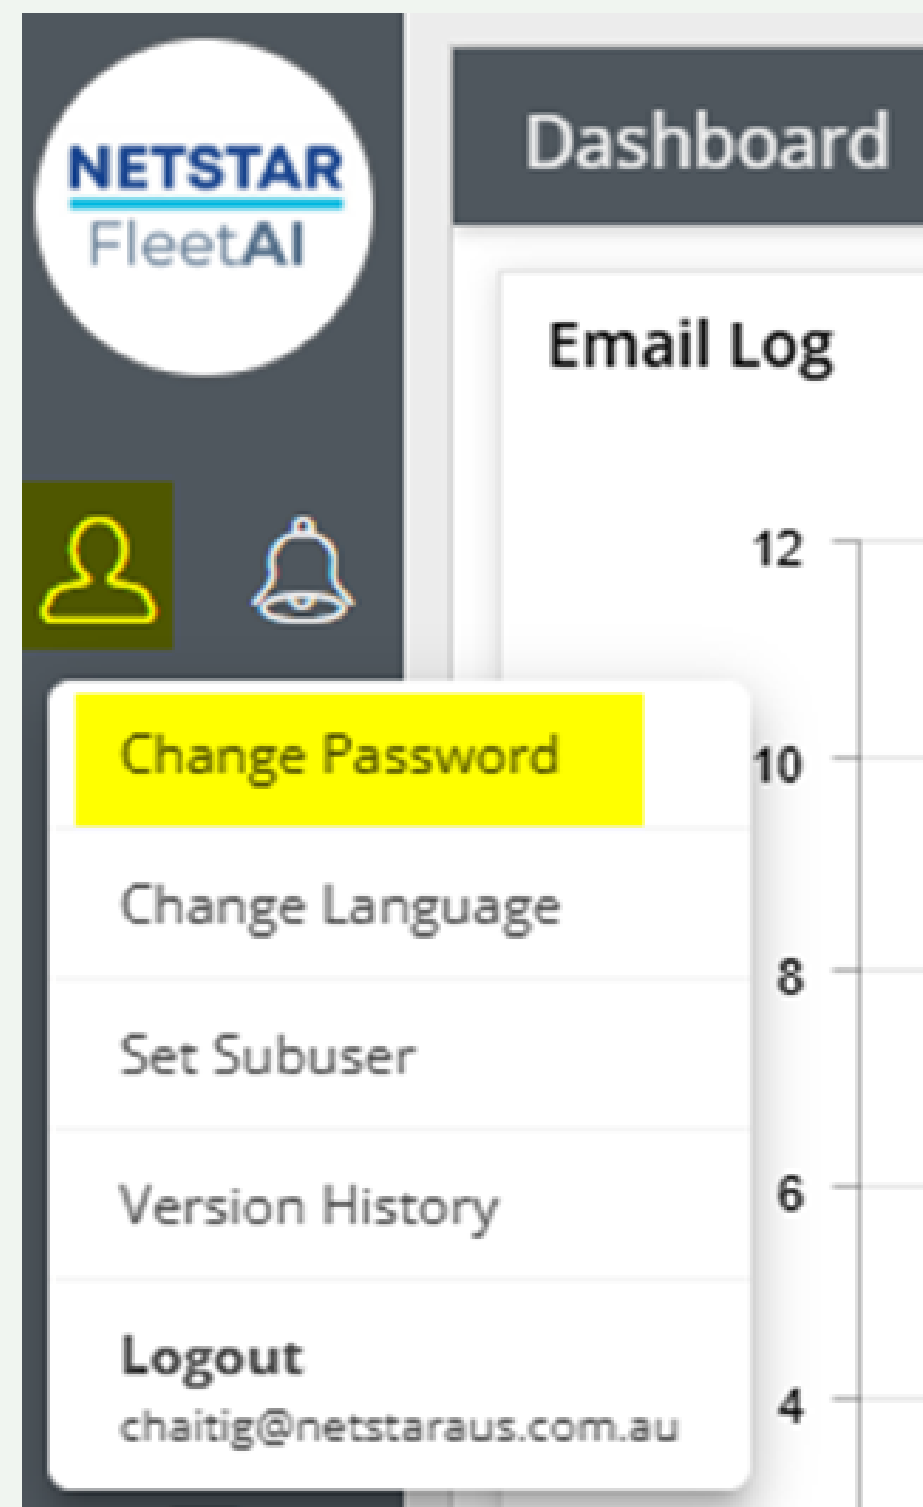 NETSTAR
FleetAI
Dashboard
Email Log
12
10
8
6
4
Change Password
Change Language
Set Subuser
Version History
Logout
chaitig@netstaraus.com.au